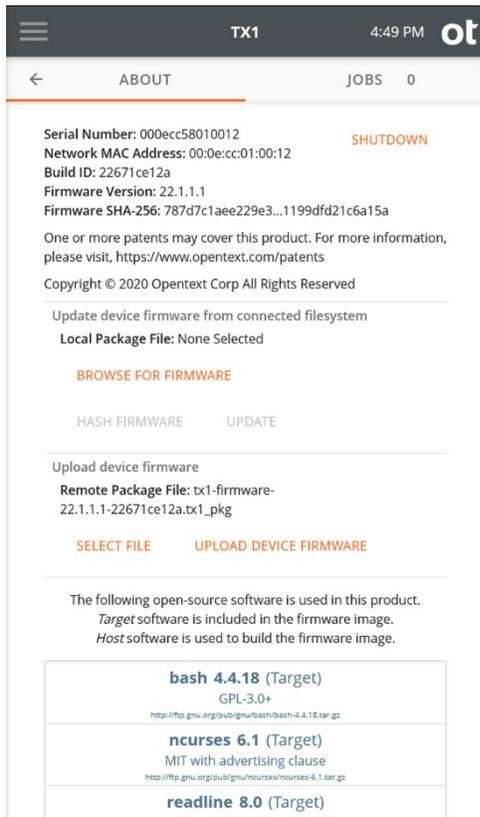 TX1
4:49 PM
ot
ABOUT
JOBS 0
Serial Number: 000ecc58010012
SHUTDOWN
Network MAC Address: 00:0e:cc:01:00:12
Build ID: 22671ce12a
Firmware Version: 22.1.1.1
Firmware SHA-256: 787d7c1aee229e3...1199dfd21c6a15a
One or more patents may cover this product. For more information,
please visit, https://www.opentext.com/patents
Copyright © 2020 Opentext Corp All Rights Reserved
Update device firmware from connected filesystem
Local Package File: None Selected
BROWSE FOR FIRMWARE
HASH FIRMWARE UPDATE
Upload device firmware
Remote Package File: tx1-firmware-
22.1.1.1-22671ce12a.tx1_pkg
SELECT FILE UPLOAD DEVICE FIRMWARE
The following open-source software is used in this product.
Target software is included in the firmware image.
Host software is used to build the firmware image.
bash 4.4.18 (Target)
GPL-3.0+
http://ftp.gnu.org/pub/gnu/bash/bash-4.4.18.tar.gz
ncurses 6.1 (Target)
MIT with advertising clause
http://ftp.gnu.org/pub/gnu/ncurses/ncurses-6.1.tar.gz
readline 8.0 (Target)